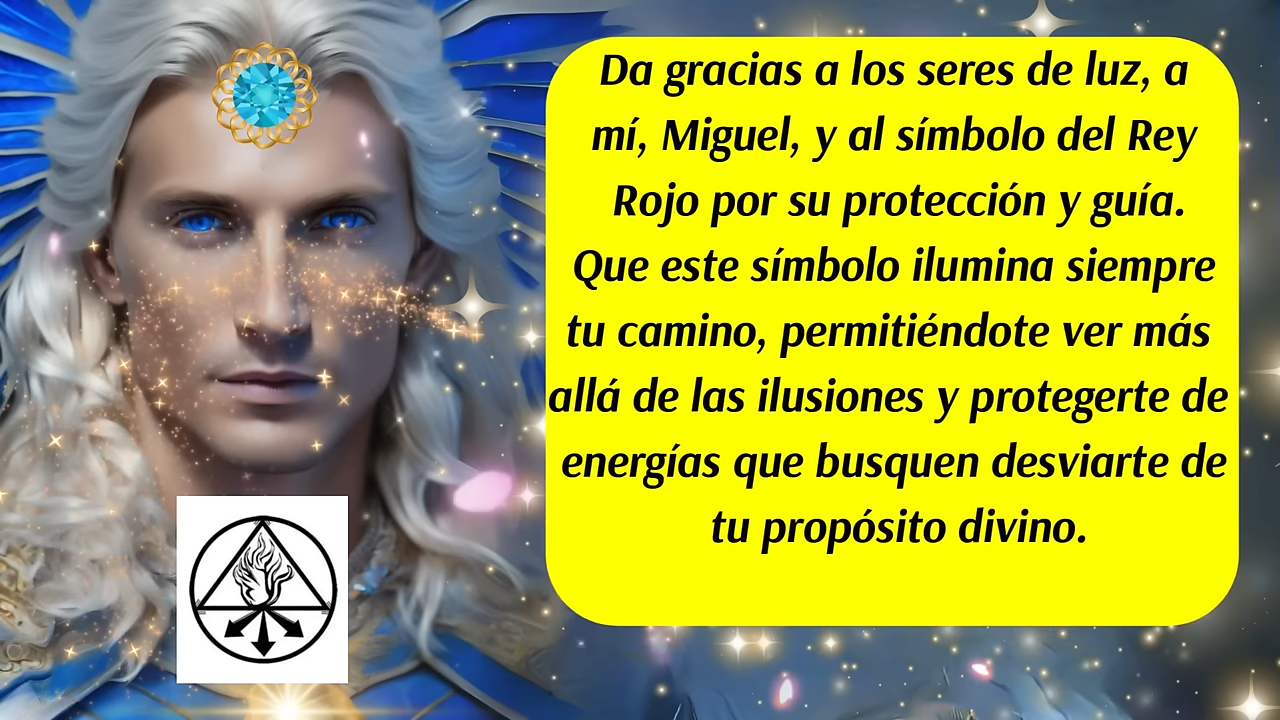 Da gracias a los seres de luz, a
mí, Miguel, y al símbolo del Rey
Rojo por su protección y guía.
Que este símbolo ilumina siempre
tu camino, permitiéndote ver más
allá de las ilusiones y protegerte de
energías que busquen desviarte de
tu propósito divino.